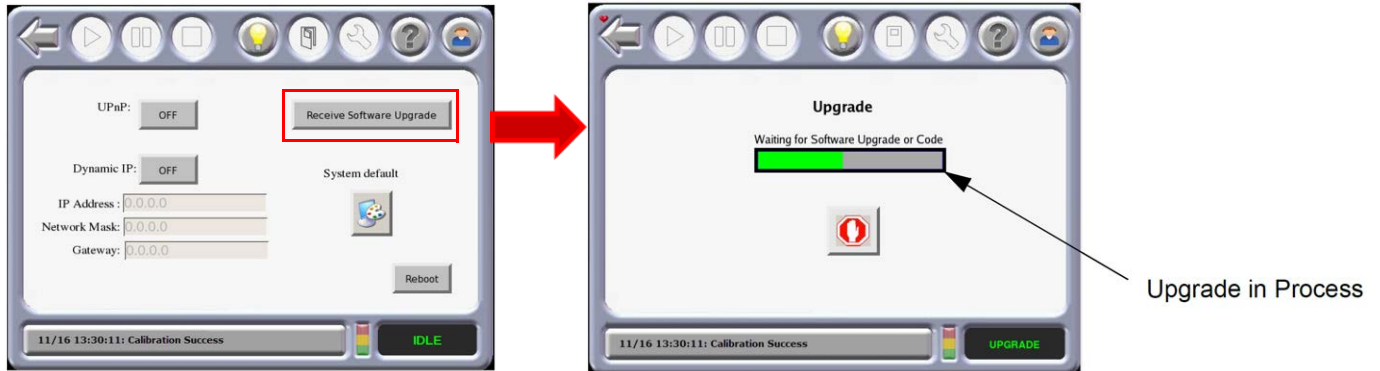 UPnP: OFF
Receive Software Upgrade
Dynamic IP: OFF
System default
IP Address : 0.0.0.0
Network Mask: 0.0.0.0
Gateway: 0.0.0.0
Reboot
11/16 13:30:11: Calibration Success
IDLE
Upgrade
Waiting for Software Upgrade or Code
11/16 13:30:11: Calibration Success
UPGRADE
Upgrade in Process